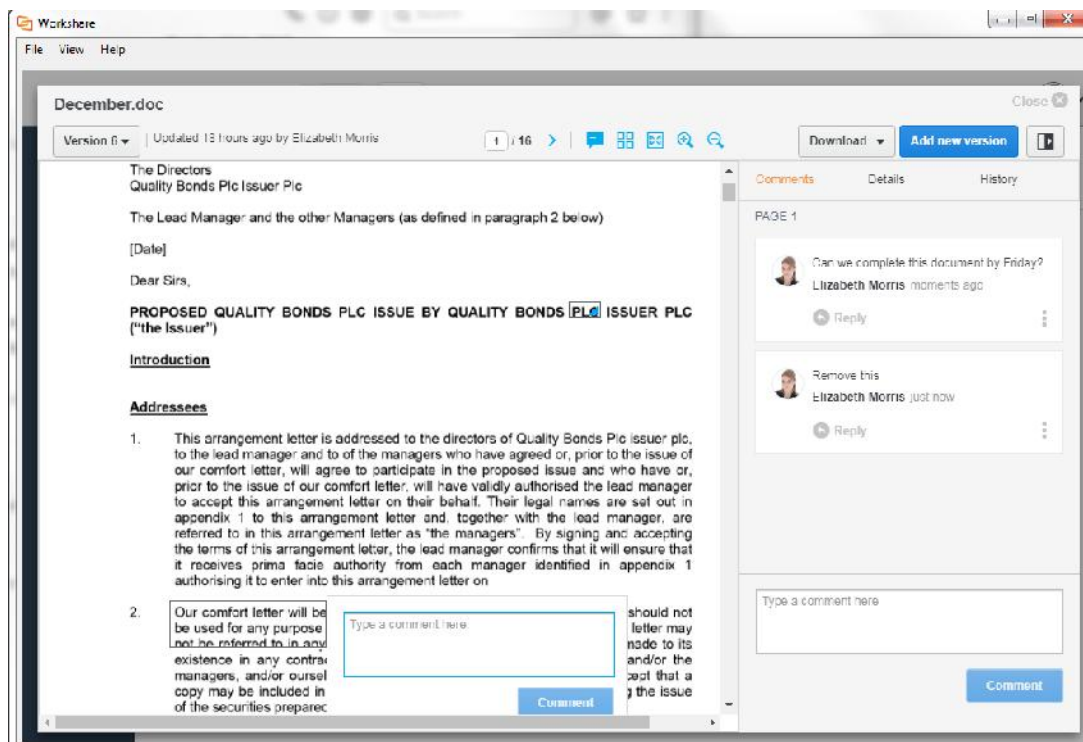 Workshare
File View Help
December.doc
Close
Version 6
Updated 18 hours ago by Elizabeth Morris
1 / 16
Download
Add new version
The Directors
Quality Bonds Plc Issuer Plc
The Lead Manager and the other Managers (as defined in paragraph 2 below)
[Date]
Dear Sirs,
PROPOSED QUALITY BONDS PLC ISSUE BY QUALITY BONDS PLC ISSUER PLC
("the Issuer")
Introduction
Addressees
1. This arrangement letter is addressed to the directors of Quality Bonds Plc issuer plc,
to the lead manager and to of the managers who have agreed or, prior to the issue of
our comfort letter, will agree to participate in the proposed issue and who have or,
prior to the issue of our comfort letter, will have validly authorised the lead manager
to accept this arrangement letter on their behalf. Their legal names are set out in
appendix 1 to this arrangement letter and, together with the lead manager, are
referred to in this arrangement letter as "the managers". By signing and accepting
the terms of this arrangement letter, the lead manager confirms that it will ensure that
it receives prima facie authority from each manager identified in appendix 1
authorising it to enter into this arrangement letter on
2. Our comfort letter will be should not
be used for any purpose letter may
not be referred to in any made to its
existence in any contra and/or the
managers, and/or oursel cept that a
copy may be included in g the issue
of the securities prepared
Type a comment here
Comment
Comments Details History
PAGE 1
Can we complete this document by Friday?
Elizabeth Morris moments ago
Reply
Remove this
Elizabeth Morris just now
Reply
Type a comment here
Comment